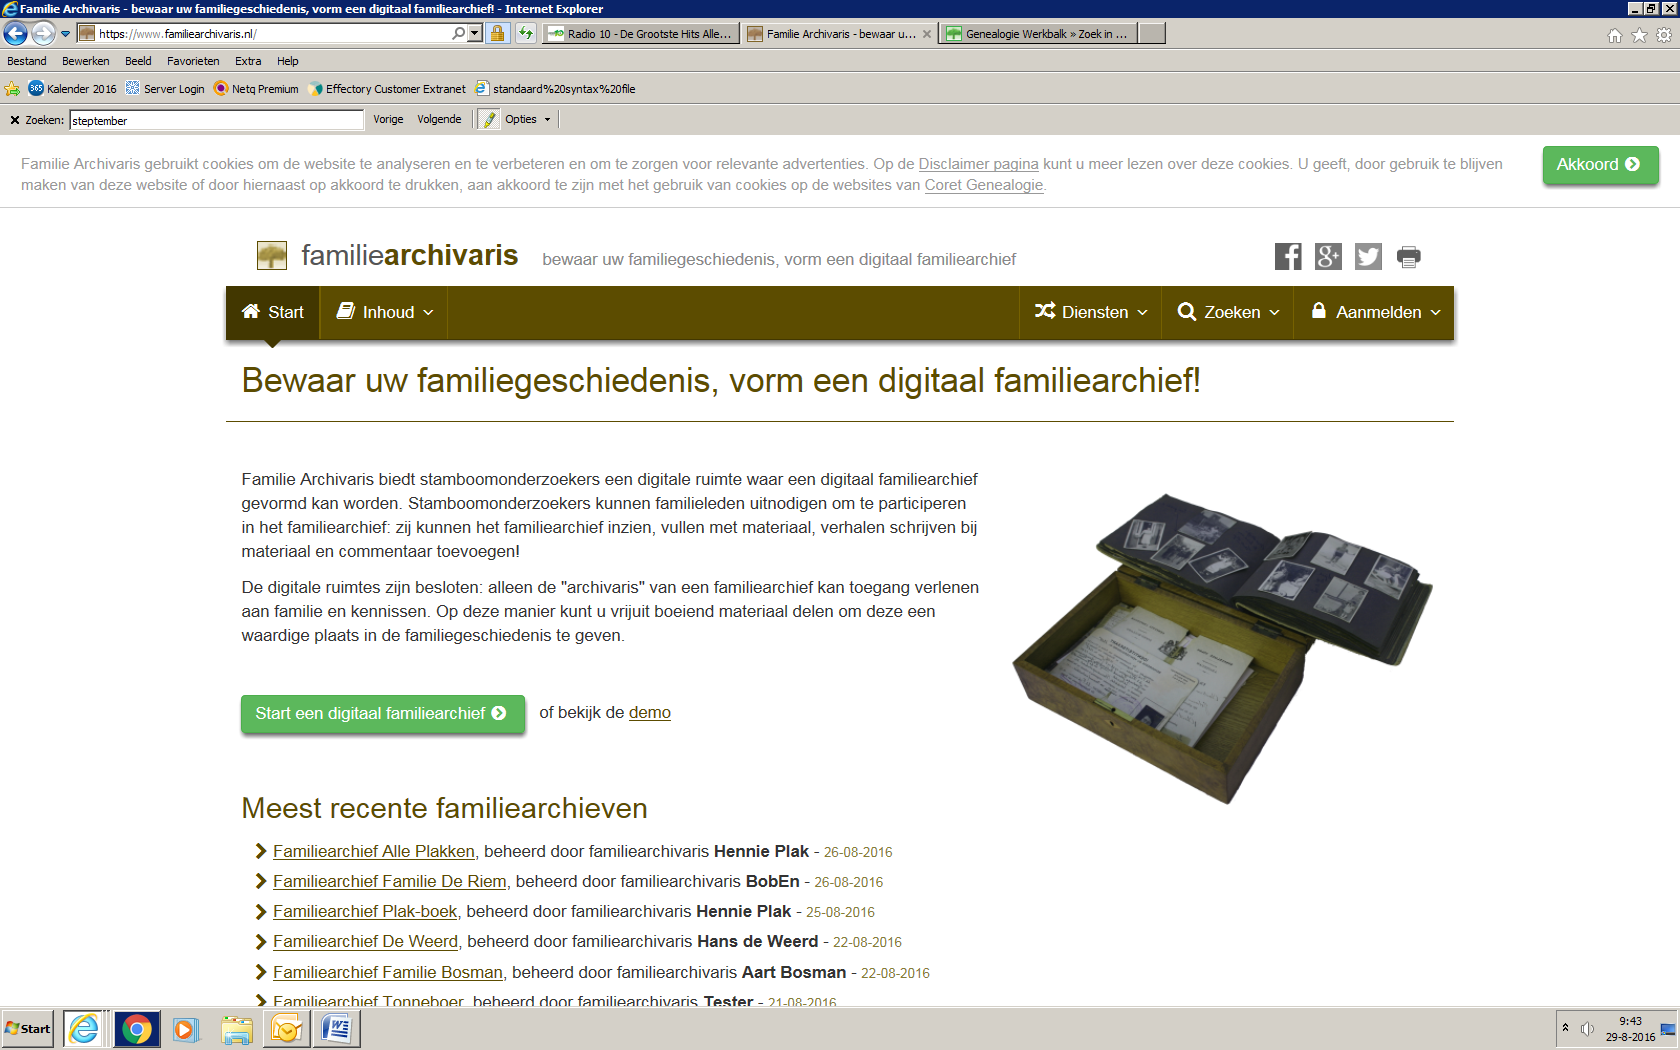 Familie Archivaris - bewaar uw familiegeschiedenis, vorm een digitaal familiearchief! - Internet Explorer
https://www.familiearchivaris.nl/
Radio 10 - De Grootste Hits Alle...
Familie Archivaris - bewaar u...
Genealogie Werkbalk » Zoek in ...
Bestand Bewerken Beeld Favorieten Extra Help
365 Kalender 2016 Server Login Netq Premium Effectory Customer Extranet standaard%20syntax%20file
Zoeken: steptember Vorige Volgende Opties
Familie Archivaris gebruikt cookies om de website te analyseren en te verbeteren en om te zorgen voor relevante advertenties. Op de Disclaimer pagina kunt u meer lezen over deze cookies. U geeft, door gebruik te blijven
maken van deze website of door hiernaast op akkoord te drukken, aan akkoord te zijn met het gebruik van cookies op de websites van Coret Genealogie.
Akkoord
familiearchivaris bewaar uw familiegeschiedenis, vorm een digitaal familiearchief
Start Inhoud Diensten Zoeken Aanmelden
Bewaar uw familiegeschiedenis, vorm een digitaal familiearchief!
Familie Archivaris biedt stamboomonderzoekers een digitale ruimte waar een digitaal familiearchief
gevormd kan worden. Stamboomonderzoekers kunnen familieleden uitnodigen om te participeren
in het familiearchief: zij kunnen het familiearchief inzien, vullen met materiaal, verhalen schrijven bij
materiaal en commentaar toevoegen!
De digitale ruimtes zijn besloten: alleen de "archivaris" van een familiearchief kan toegang verlenen
aan familie en kennissen. Op deze manier kunt u vrijuit boeiend materiaal delen om deze een
waardige plaats in de familiegeschiedenis te geven.
Start een digitaal familiearchief of bekijk de demo
Meest recente familiearchieven
Familiearchief Alle Plakken, beheerd door familiearchivaris Hennie Plak - 26-08-2016
Familiearchief Familie De Riem, beheerd door familiearchivaris BobEn - 26-08-2016
Familiearchief Plak-boek, beheerd door familiearchivaris Hennie Plak - 25-08-2016
Familiearchief De Weerd, beheerd door familiearchivaris Hans de Weerd - 22-08-2016
Familiearchief Familie Bosman, beheerd door familiearchivaris Aart Bosman - 22-08-2016
Familiearchief Tonneboer, beheerd door familiearchivaris Tester - 21-08-2016
Start
9:43
29-8-2016